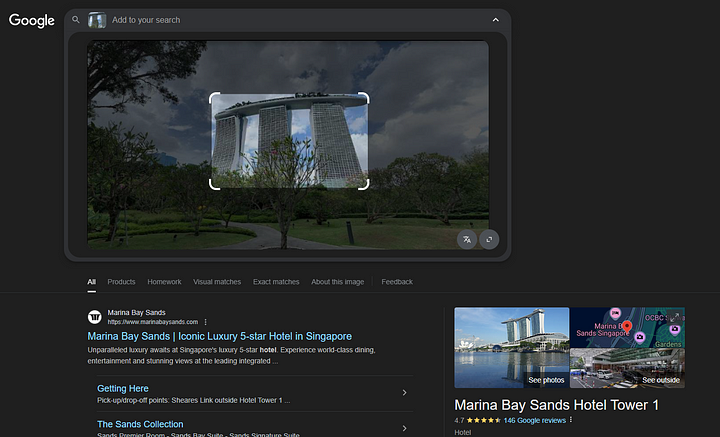 Google
Add to your search
All
Products
Homework
Visual matches
Exact matches
About this image
Feedback
Marina Bay Sands
https://www.marinabaysands.com
Marina Bay Sands | Iconic Luxury 5-star Hotel in Singapore
Unparalleled luxury awaits at Singapore's luxury 5-star hotel. Experience world-class dining,
entertainment and stunning views at the leading integrated ...
Getting Here
Pick-up/drop-off points: Sheares Link outside Hotel Tower 1 ...
The Sands Collection
Sands Premier Room - Sands Bay Suite - Sands Signature Suite
See photos
OCBC
Marina B
Sands Singapore
Gardens
See outside
Marina Bay Sands Hotel Tower 1
4.7
146 Google reviews
Hotel